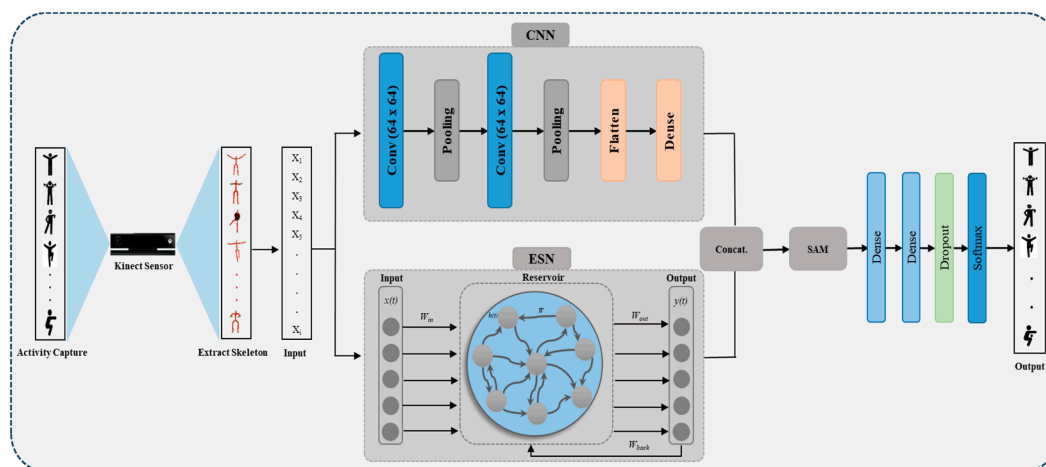 CNN
Conv (64 x 64)
Pooling
Conv (64 x 64)
Pooling
Flatten
Dense
Activity Capture
Kinect Sensor
Extract Skeleton
X1
X2
X3
X4
X5
Xi
Input
ESN
Input
x(t)
Win
Reservoir
h(t)
W
Wout
Wback
Output
y(t)
Concat.
SAM
Dense
Dense
Dropout
Softmax
Output